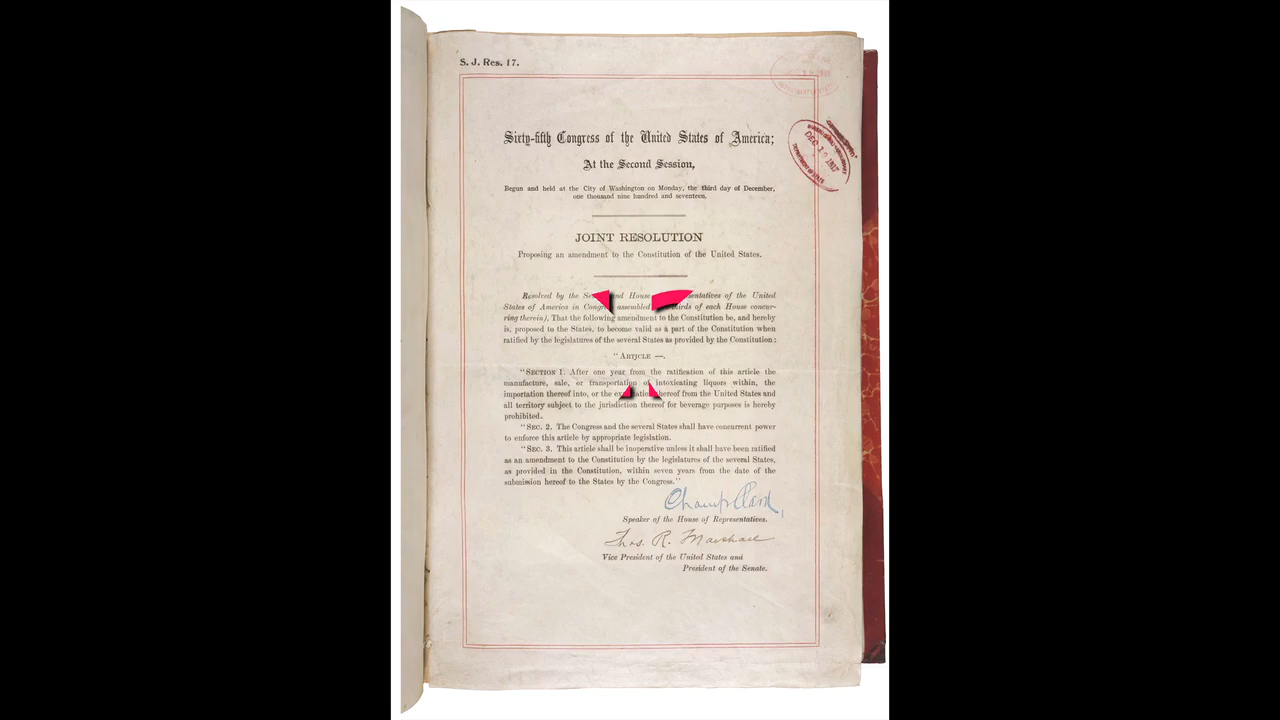 S. J. Res. 17.
DEC 19 1917
DEPARTMENT OF STATE
Sixty-fifth Congress of the United States of America;
At the Second Session,
Begun and held at the City of Washington on Monday, the third day of December,
one thousand nine hundred and seventeen.
JOINT RESOLUTION
Proposing an amendment to the Constitution of the United States.
Resolved by the and House of the United
States of America in assembled of each House concur-
ring therein), That the following amendment to the Constitution be, and hereby
is, proposed to the States, to become valid as a part of the Constitution when
ratified by the legislatures of the several States as provided by the Constitution:
"ARTICLE —.
"SECTION 1. After one year from the ratification of this article the
manufacture, sale, or transportation of intoxicating liquors within, the
importation thereof into, or the thereof from the United States and
all territory subject to the jurisdiction thereof for beverage purposes is hereby
prohibited.
"SEC. 2. The Congress and the several States shall have concurrent power
to enforce this article by appropriate legislation.
"SEC. 3. This article shall be inoperative unless it shall have been ratified
as an amendment to the Constitution by the legislatures of the several States,
as provided in the Constitution, within seven years from the date of the
submission hereof to the States by the Congress."
Champ Clark
Speaker of the House of Representatives.
Thos. R. Marshall
Vice President of the United States and
President of the Senate.